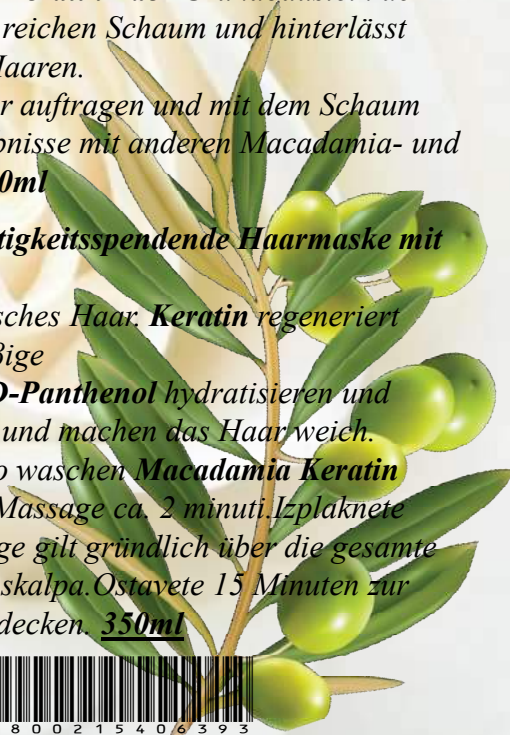 reichen Schaum und hinterlässt
Haaren.
r auftragen und mit dem Schaum
bnisse mit anderen Macadamia- und
0ml
tigkeitsspendende Haarmaske mit
sches Haar. Keratin regeneriert
ßige
D-Panthenol hydratisieren und
und machen das Haar weich.
o waschen Macadamia Keratin
Massage ca. 2 minuti.Izplaknete
ge gilt gründlich über die gesamte
skalpa.Ostavete 15 Minuten zur
decken. 350ml
8 0 0 2 1 5 4 0 6 3 9 3